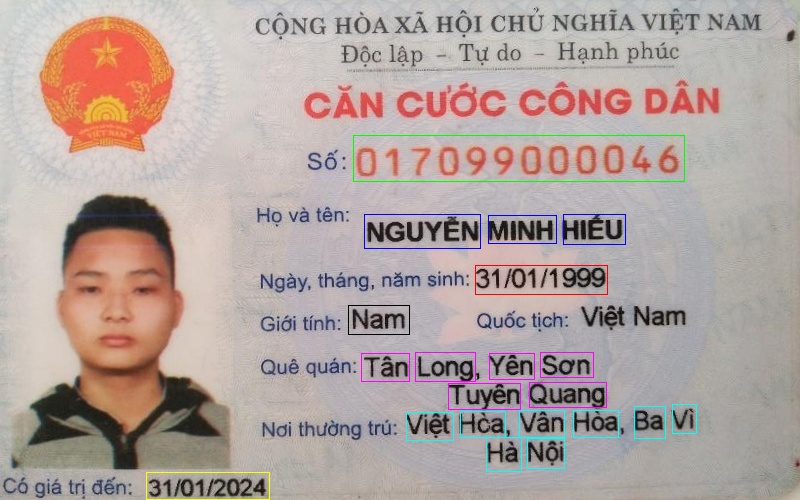 CỘNG HÒA XÃ HỘI CHỦ NGHĨA VIỆT NAM
Độc lập - Tự do - Hạnh phúc
CĂN CƯỚC CÔNG DÂN
Số: 017099000046
Họ và tên: NGUYỄN MINH HIẾU
Ngày, tháng, năm sinh: 31/01/1999
Giới tính: Nam Quốc tịch: Việt Nam
Quê quán: Tân Long, Yên Sơn
Tuyên Quang
Nơi thường trú: Việt Hòa, Vân Hòa, Ba Vì
Hà Nội
Có giá trị đến: 31/01/2024